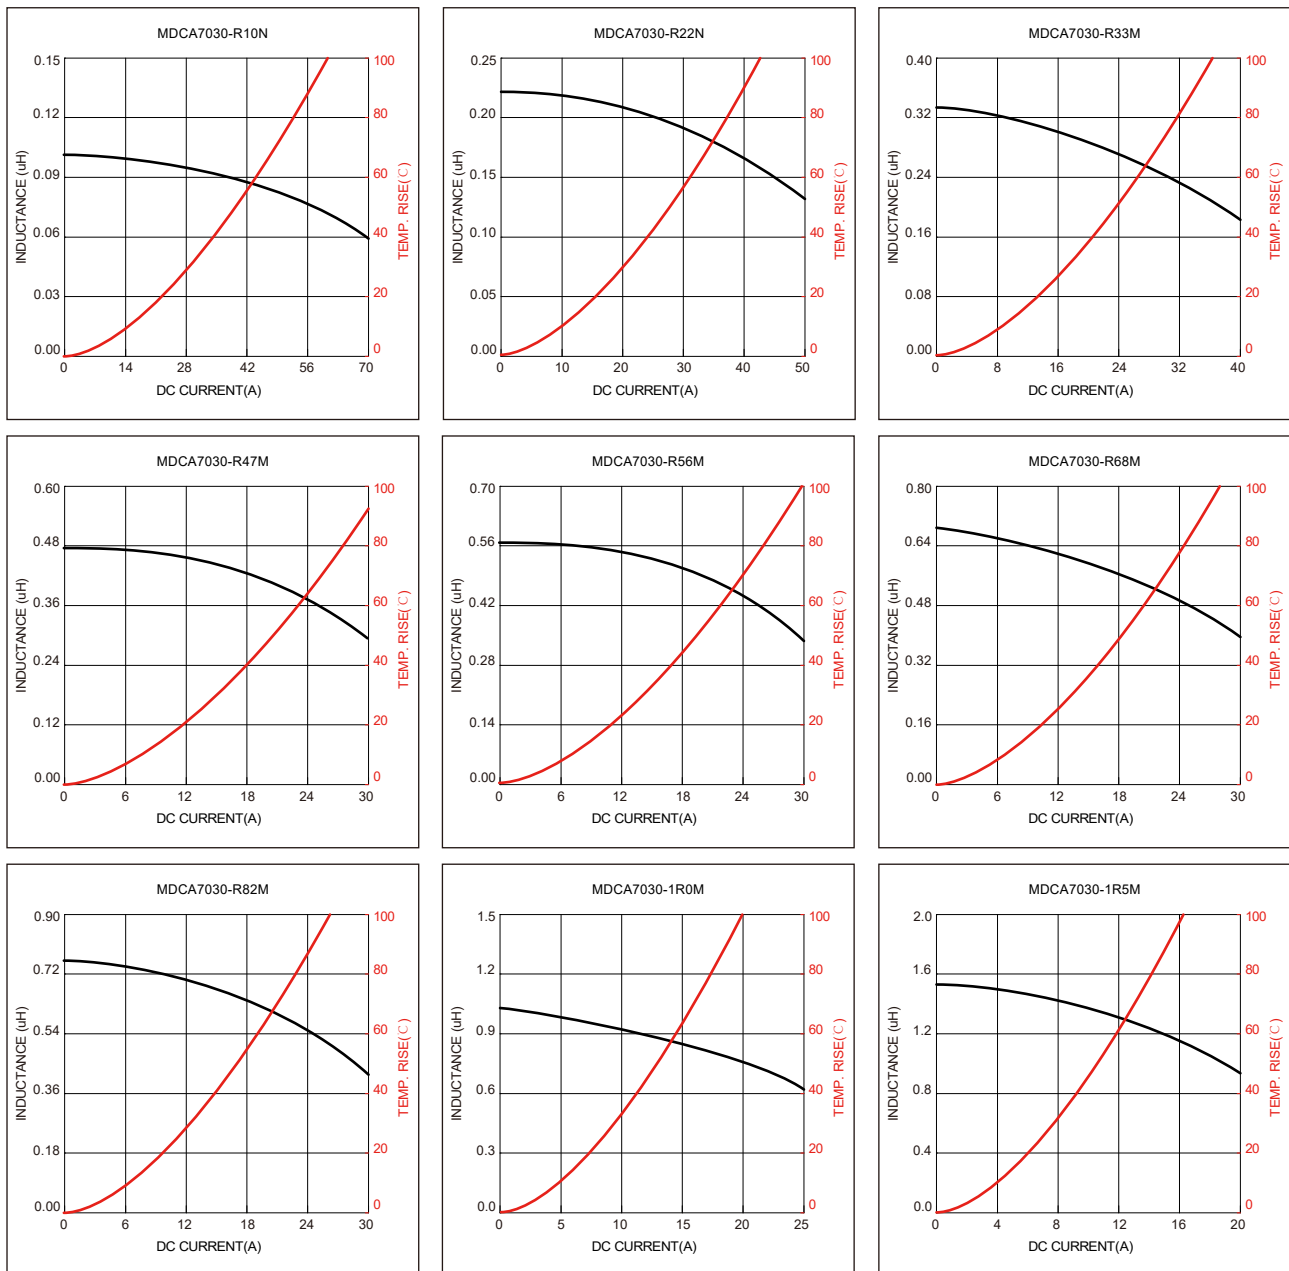 MDCA7030-R10N
0.15
0.12
0.09
0.06
0.03
0.00
INDUCTANCE (uH)
100
80
60
40
20
0
TEMP. RISE(℃)
0 14 28 42 56 70
DC CURRENT(A)
MDCA7030-R22N
0.25
0.20
0.15
0.10
0.05
0.00
INDUCTANCE (uH)
100
80
60
40
20
0
TEMP. RISE(℃)
0 10 20 30 40 50
DC CURRENT(A)
MDCA7030-R33M
0.40
0.32
0.24
0.16
0.08
0.00
INDUCTANCE (uH)
100
80
60
40
20
0
TEMP. RISE(℃)
0 8 16 24 32 40
DC CURRENT(A)
MDCA7030-R47M
0.60
0.48
0.36
0.24
0.12
0.00
INDUCTANCE (uH)
100
80
60
40
20
0
TEMP. RISE(℃)
0 6 12 18 24 30
DC CURRENT(A)
MDCA7030-R56M
0.70
0.56
0.42
0.28
0.14
0.00
INDUCTANCE (uH)
100
80
60
40
20
0
TEMP. RISE(℃)
0 6 12 18 24 30
DC CURRENT(A)
MDCA7030-R68M
0.80
0.64
0.48
0.32
0.16
0.00
INDUCTANCE (uH)
100
80
60
40
20
0
TEMP. RISE(℃)
0 6 12 18 24 30
DC CURRENT(A)
MDCA7030-R82M
0.90
0.72
0.54
0.36
0.18
0.00
INDUCTANCE (uH)
100
80
60
40
20
0
TEMP. RISE(℃)
0 6 12 18 24 30
DC CURRENT(A)
MDCA7030-1R0M
1.5
1.2
0.9
0.6
0.3
0.0
INDUCTANCE (uH)
100
80
60
40
20
0
TEMP. RISE(℃)
0 5 10 15 20 25
DC CURRENT(A)
MDCA7030-1R5M
2.0
1.6
1.2
0.8
0.4
0.0
INDUCTANCE (uH)
100
80
60
40
20
0
TEMP. RISE(℃)
0 4 8 12 16 20
DC CURRENT(A)